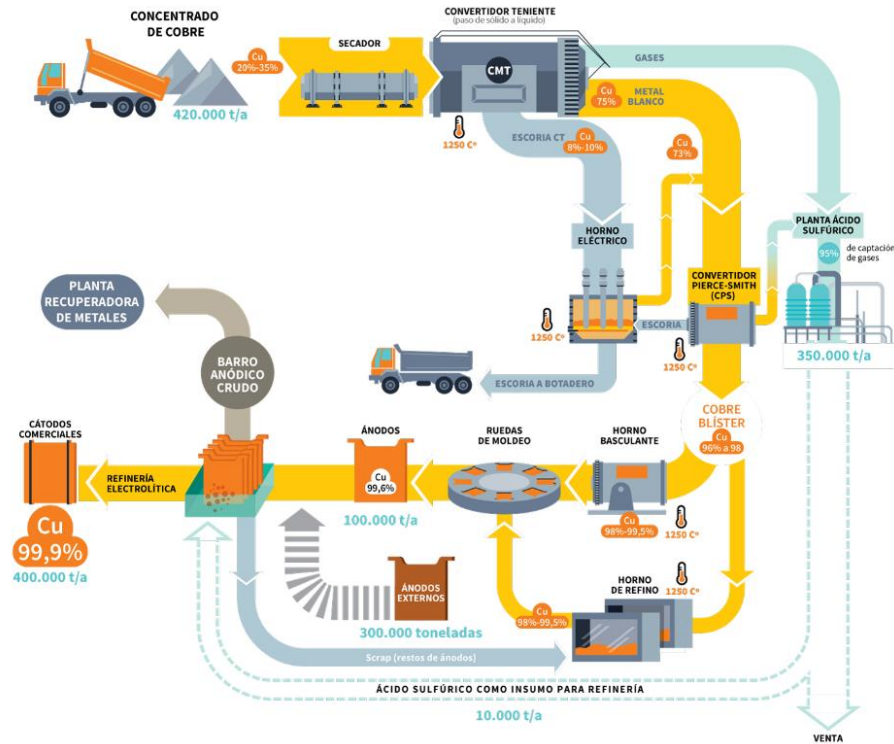 CONCENTRADO
DE COBRE
420.000 t/a
Cu
20%-35%
SECADOR
CONVERTIDOR TENIENTE
(paso de sólido a líquido)
CMT
1250 Cº
GASES
Cu
75%
METAL
BLANCO
ESCORIA CT
Cu
8%-10%
Cu
73%
HORNO
ELÉCTRICO
1250 Cº
PLANTA ÁCIDO
SULFÚRICO
95%
de captación
de gases
350.000 t/a
CONVERTIDOR
PIERCE-SMITH
(CPS)
ESCORIA
1250 Cº
ESCORIA A BOTADERO
PLANTA
RECUPERADORA
DE METALES
BARRO
ANÓDICO
CRUDO
COBRE
BLÍSTER
Cu
96% a 98
CÁTODOS
COMERCIALES
Cu
99,9%
400.000 t/a
REFINERÍA
ELECTROLÍTICA
ÁNODOS
Cu
99,6%
100.000 t/a
RUEDAS
DE MOLDEO
HORNO
BASCULANTE
Cu
98%-99,5%
1250 Cº
ÁNODOS
EXTERNOS
300.000 toneladas
HORNO
DE REFINO
1250 Cº
Cu
98%-99,5%
Scrap (restos de ánodos)
ÁCIDO SULFÚRICO COMO INSUMO PARA REFINERÍA
10.000 t/a
VENTA